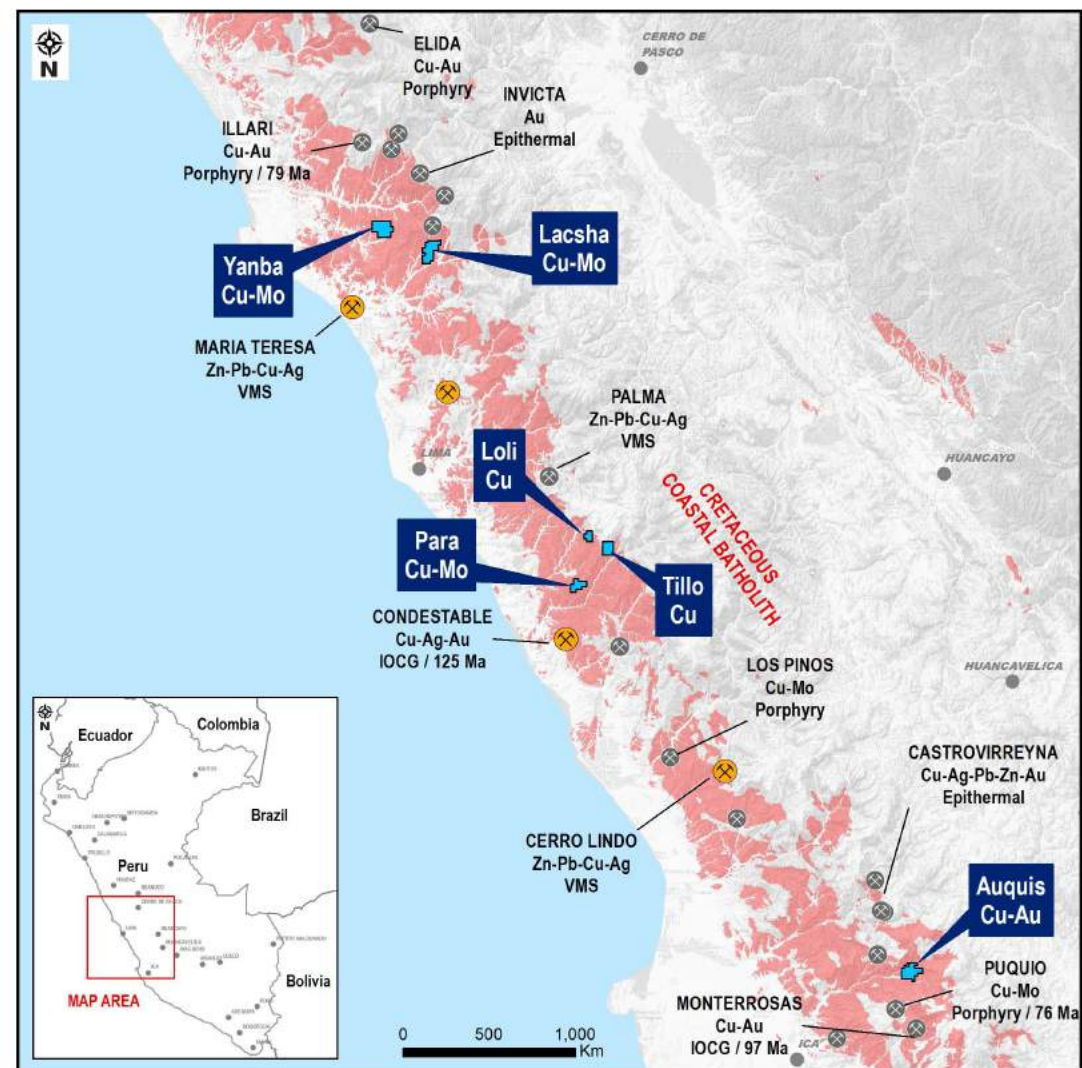 N
ELIDA
Cu-Au
Porphyry
CERRO DE
PASCO
INVICTA
Au
Epithermal
ILLARI
Cu-Au
Porphyry / 79 Ma
Yanba
Cu-Mo
Lacsha
Cu-Mo
MARIA TERESA
Zn-Pb-Cu-Ag
VMS
PALMA
Zn-Pb-Cu-Ag
VMS
LIMA
Loli
Cu
HUANCAYO
CRETACEOUS
COASTAL BATHOLITH
Para
Cu-Mo
Tillo
Cu
CONDESTABLE
Cu-Ag-Au
IOCG / 125 Ma
LOS PINOS
Cu-Mo
Porphyry
HUANCAVELICA
CASTROVIRREYNA
Cu-Ag-Pb-Zn-Au
Epithermal
CERRO LINDO
Zn-Pb-Cu-Ag
VMS
Auquis
Cu-Au
PUQUIO
Cu-Mo
Porphyry / 76 Ma
MONTERROSAS
Cu-Au
IOCG / 97 Ma
ICA
0 500 1,000
Km
N
Colombia
Ecuador
Brazil
Peru
Bolivia
MAP AREA